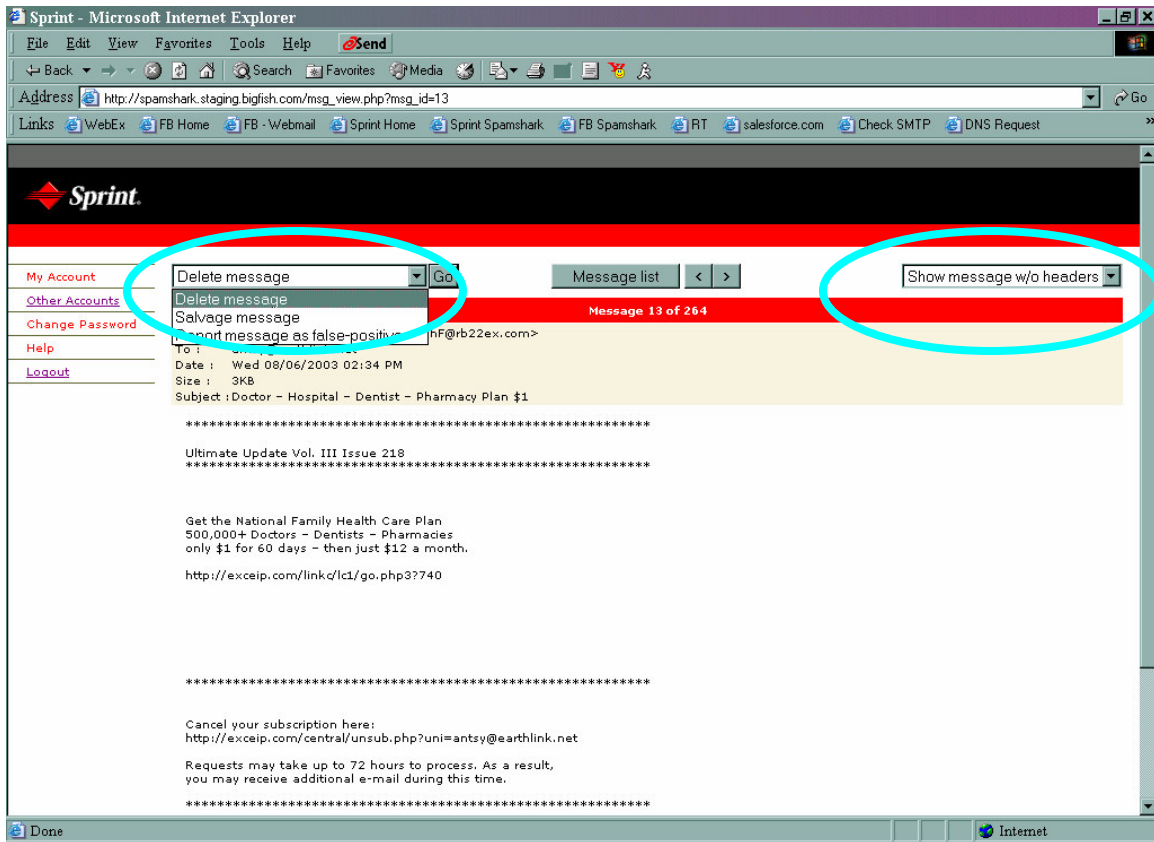 Sprint - Microsoft Internet Explorer
File Edit View Favorites Tools Help Send
Back Search Favorites Media
Address http://spamshark.staging.bigfish.com/msg_view.php?msg_id=13 Go
Links WebEx FB Home FB - Webmail Sprint Home Sprint Spamshark FB Spamshark RT salesforce.com Check SMTP DNS Request »
Sprint.
My Account
Other Accounts
Change Password
Help
Logout
Delete message Go Message list < > Show message w/o headers
Delete message
Salvage message
Report message as false-positive
Message 13 of 264
@rb22ex.com>
To :
Date : Wed 08/06/2003 02:34 PM
Size : 3KB
Subject : Doctor - Hospital - Dentist - Pharmacy Plan $1
***********************************************************
Ultimate Update Vol. III Issue 218
***********************************************************
Get the National Family Health Care Plan
500,000+ Doctors - Dentists - Pharmacies
only $1 for 60 days - then just $12 a month.
http://exceip.com/linkc/lc1/go.php3?740
***********************************************************
Cancel your subscription here:
http://exceip.com/central/unsub.php?uni=antsy@earthlink.net
Requests may take up to 72 hours to process. As a result,
you may receive additional e-mail during this time.
***********************************************************
Done Internet